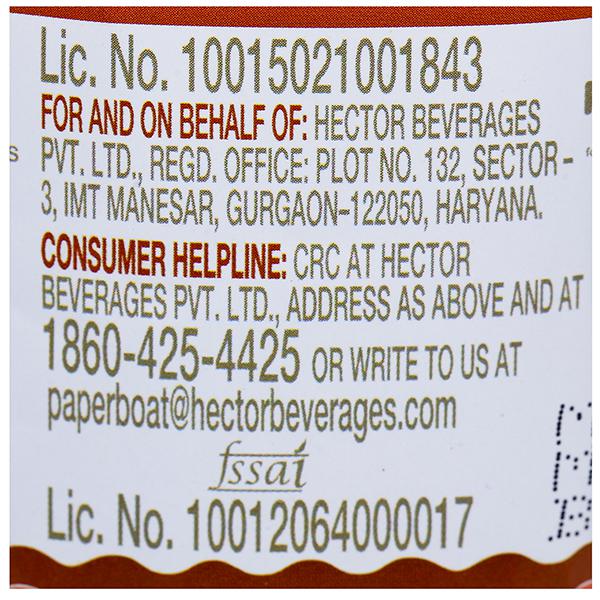 Lic. No. 10015021001843
FOR AND ON BEHALF OF: HECTOR BEVERAGES
PVT. LTD., REGD. OFFICE: PLOT NO. 132, SECTOR –
3, IMT MANESAR, GURGAON–122050, HARYANA.
CONSUMER HELPLINE: CRC AT HECTOR
BEVERAGES PVT. LTD., ADDRESS AS ABOVE AND AT
1860-425-4425 OR WRITE TO US AT
paperboat@hectorbeverages.com
fssai
Lic. No. 10012064000017